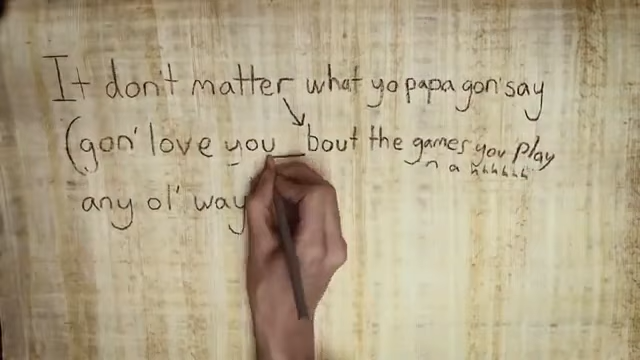 It don't matter what yo papa gon' say
(gon' love you bout the games you play
n a hhhhhh
any ol' way